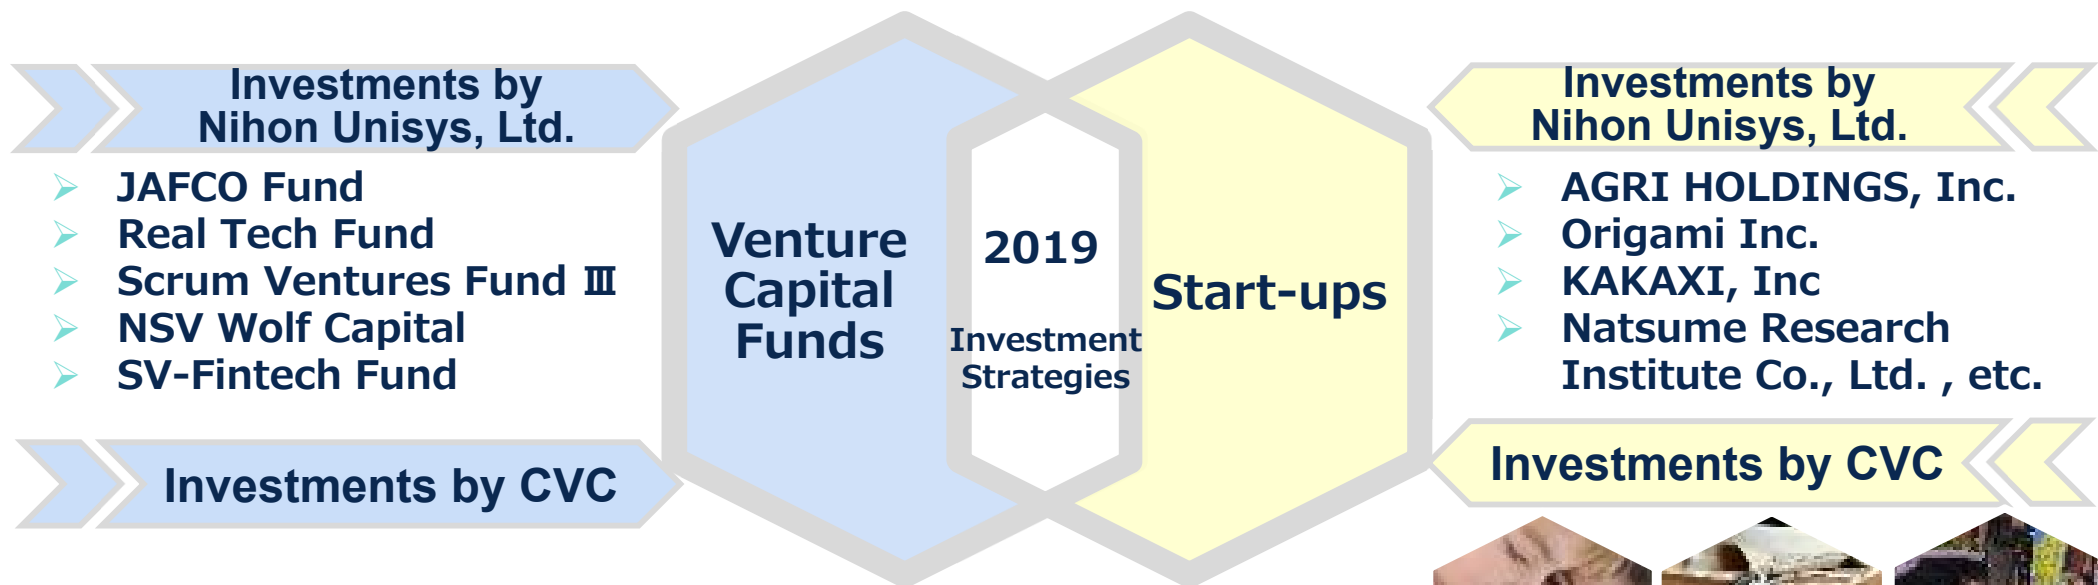 Investments by
Nihon Unisys, Ltd.
JAFCO Fund
Real Tech Fund
Scrum Ventures Fund Ⅲ
NSV Wolf Capital
SV-Fintech Fund
Investments by CVC
Venture
Capital
Funds
2019
Investment
Strategies
Start-ups
Investments by
Nihon Unisys, Ltd.
AGRI HOLDINGS, Inc.
Origami Inc.
KAKAXI, Inc
Natsume Research
Institute Co., Ltd. , etc.
Investments by CVC